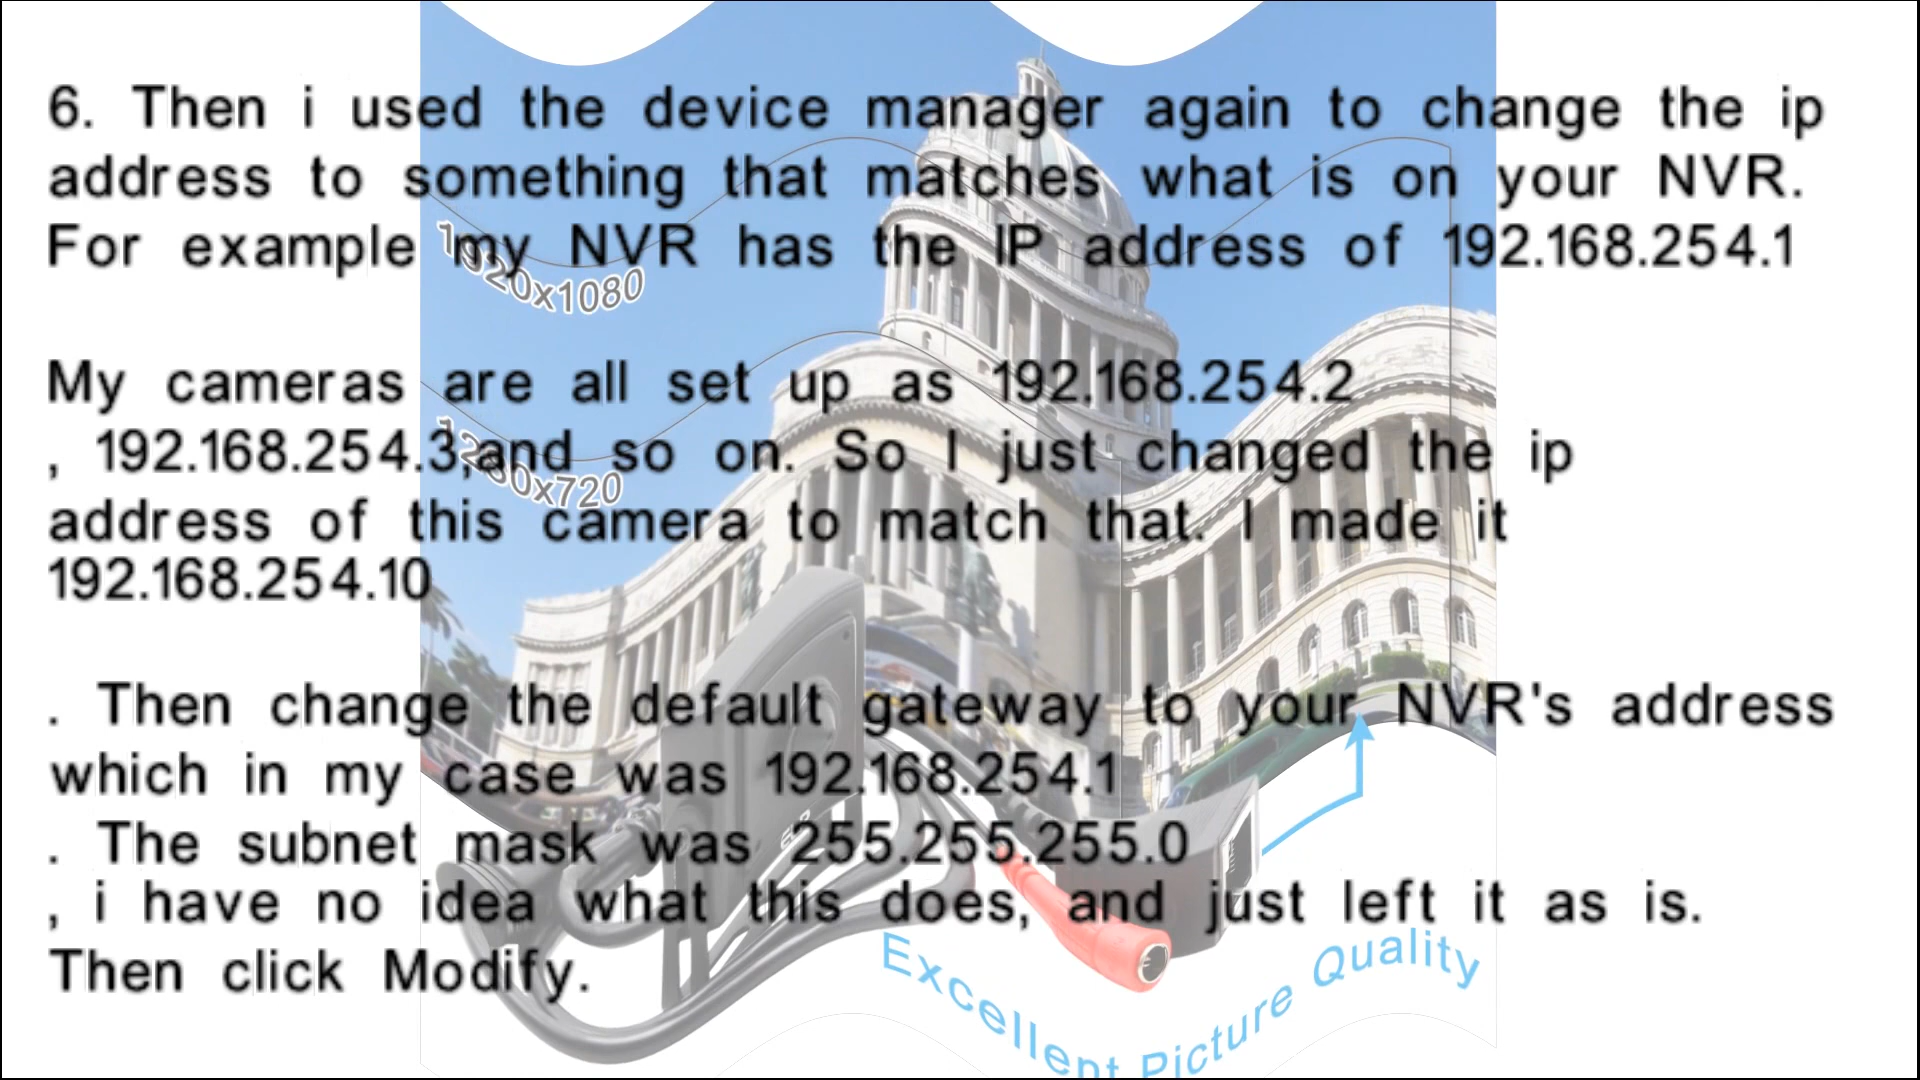 6. Then i used the device manager again to change the ip
address to something that matches what is on your NVR.
For example my NVR has the IP address of 192.168.254.1
1920x1080
My cameras are all set up as 192.168.254.2
, 192.168.254.3,and so on. So I just changed the ip
1280x720
address of this camera to match that. I made it
192.168.254.10
. Then change the default gateway to your NVR's address
which in my case was 192.168.254.1
. The subnet mask was 255.255.255.0
, i have no idea what this does, and just left it as is.
Then click Modify.
Excellent Picture Quality